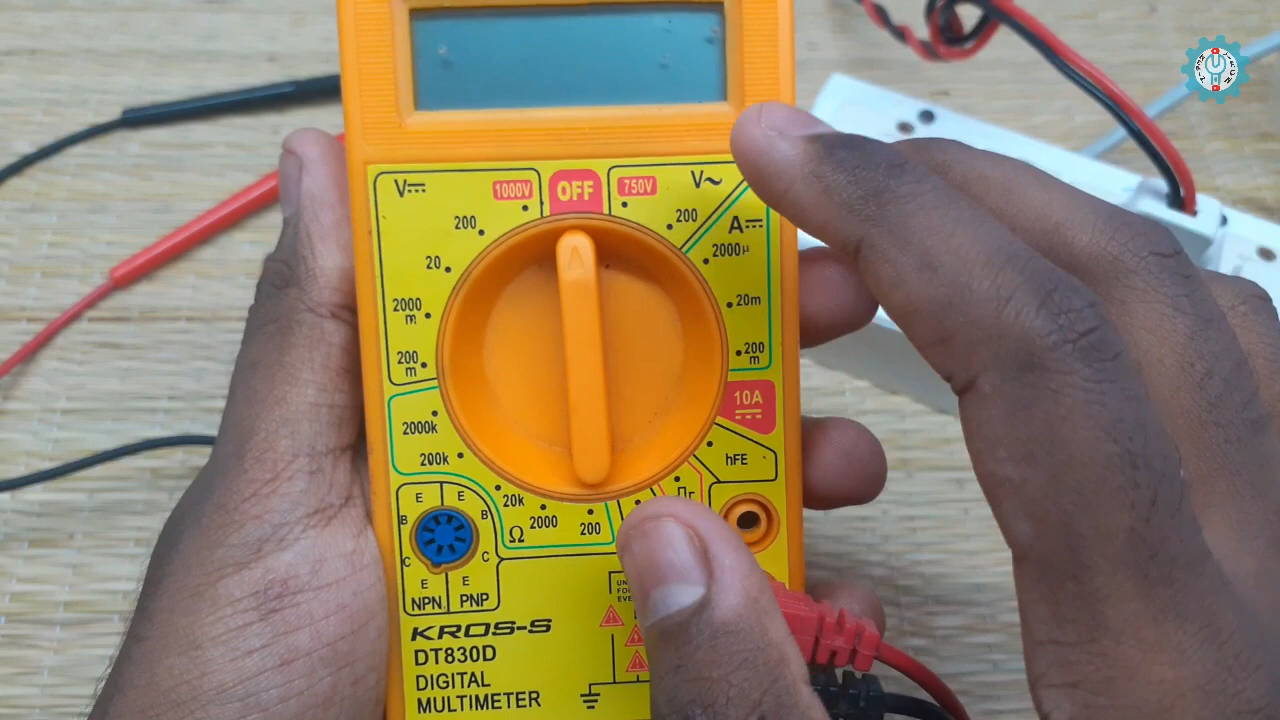 V 1000V OFF 750V V~
200 200
A
20 2000µ
2000
m 20m
200
m 200
m
10A
2000k
200k hFE
20k
Ω 2000 200
E E
B B
C C
E E
NPN PNP
KROS-S
DT830D
DIGITAL
MULTIMETER